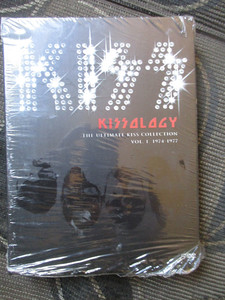 KISS
KISSOLOGY
THE ULTIMATE KISS COLLECTION
VOL. 1 1974-1977